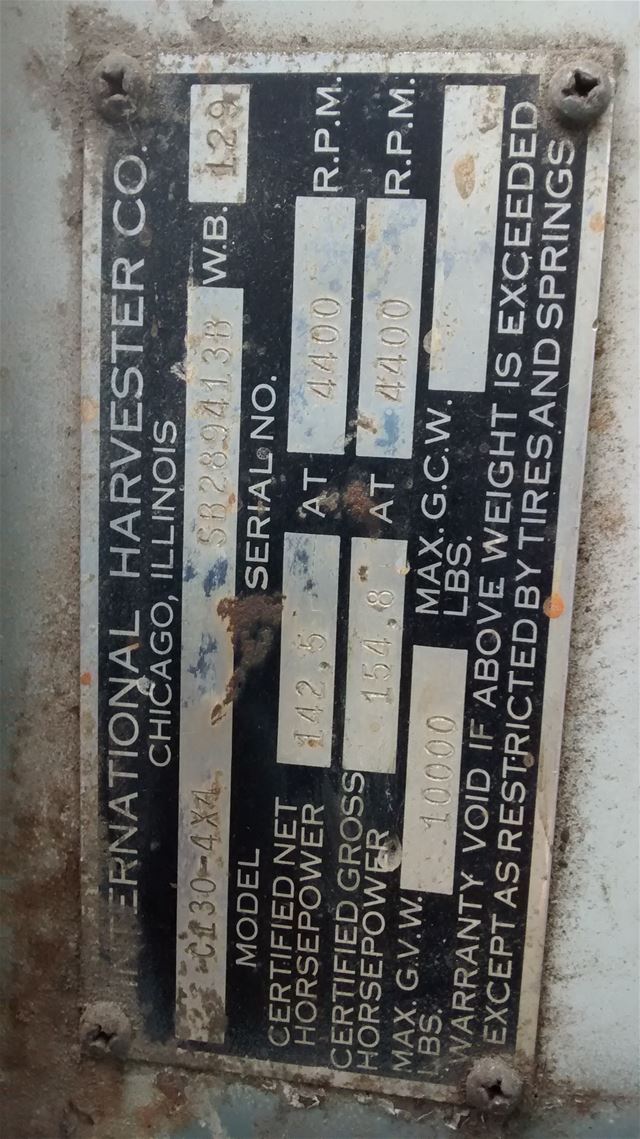 INTERNATIONAL HARVESTER CO.
CHICAGO, ILLINOIS
C130-4X4 SB289413B W.B. 129
MODEL SERIAL NO.
CERTIFIED NET HORSEPOWER 142.5 AT 4400 R.P.M.
CERTIFIED GROSS HORSEPOWER 154.8 AT 4400 R.P.M.
MAX. G.V.W. LBS. 10000 MAX. G.C.W. LBS.
WARRANTY VOID IF ABOVE WEIGHT IS EXCEEDED
EXCEPT AS RESTRICTED BY TIRES AND SPRINGS